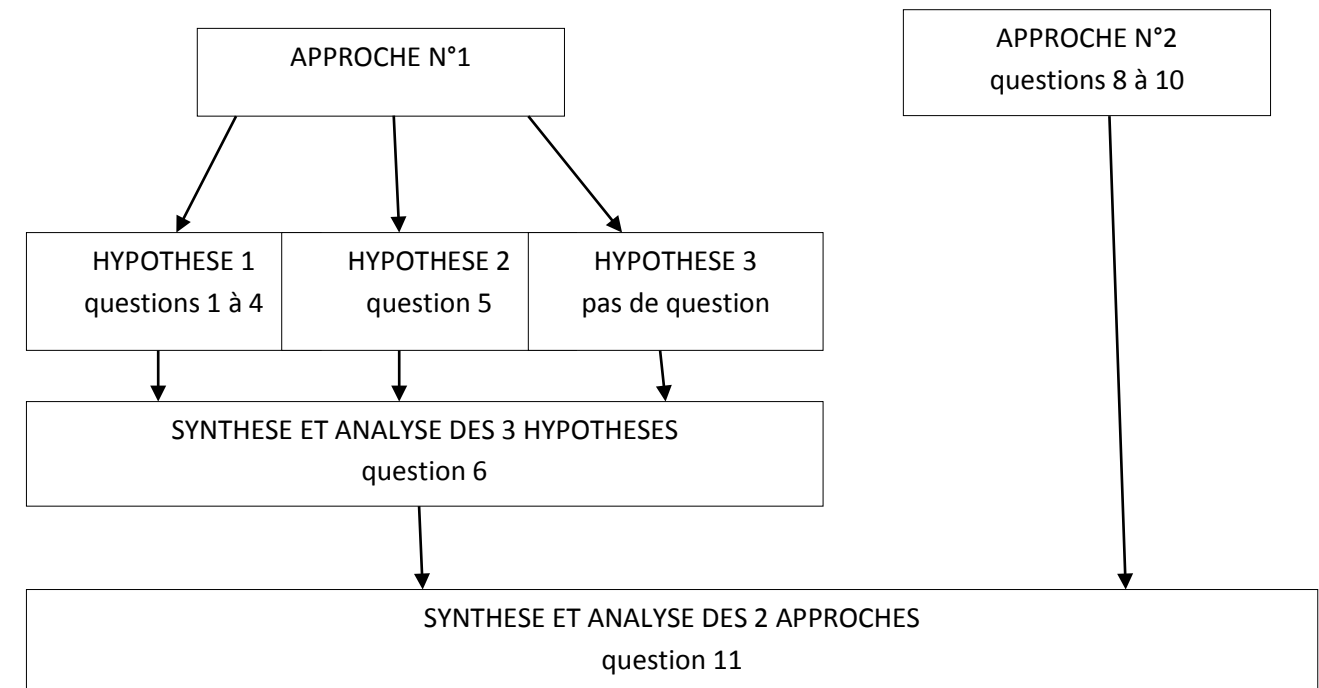 APPROCHE N°1
APPROCHE N°2
questions 8 à 10
HYPOTHESE 1
questions 1 à 4
HYPOTHESE 2
question 5
HYPOTHESE 3
pas de question
SYNTHESE ET ANALYSE DES 3 HYPOTHESES
question 6
SYNTHESE ET ANALYSE DES 2 APPROCHES
question 11